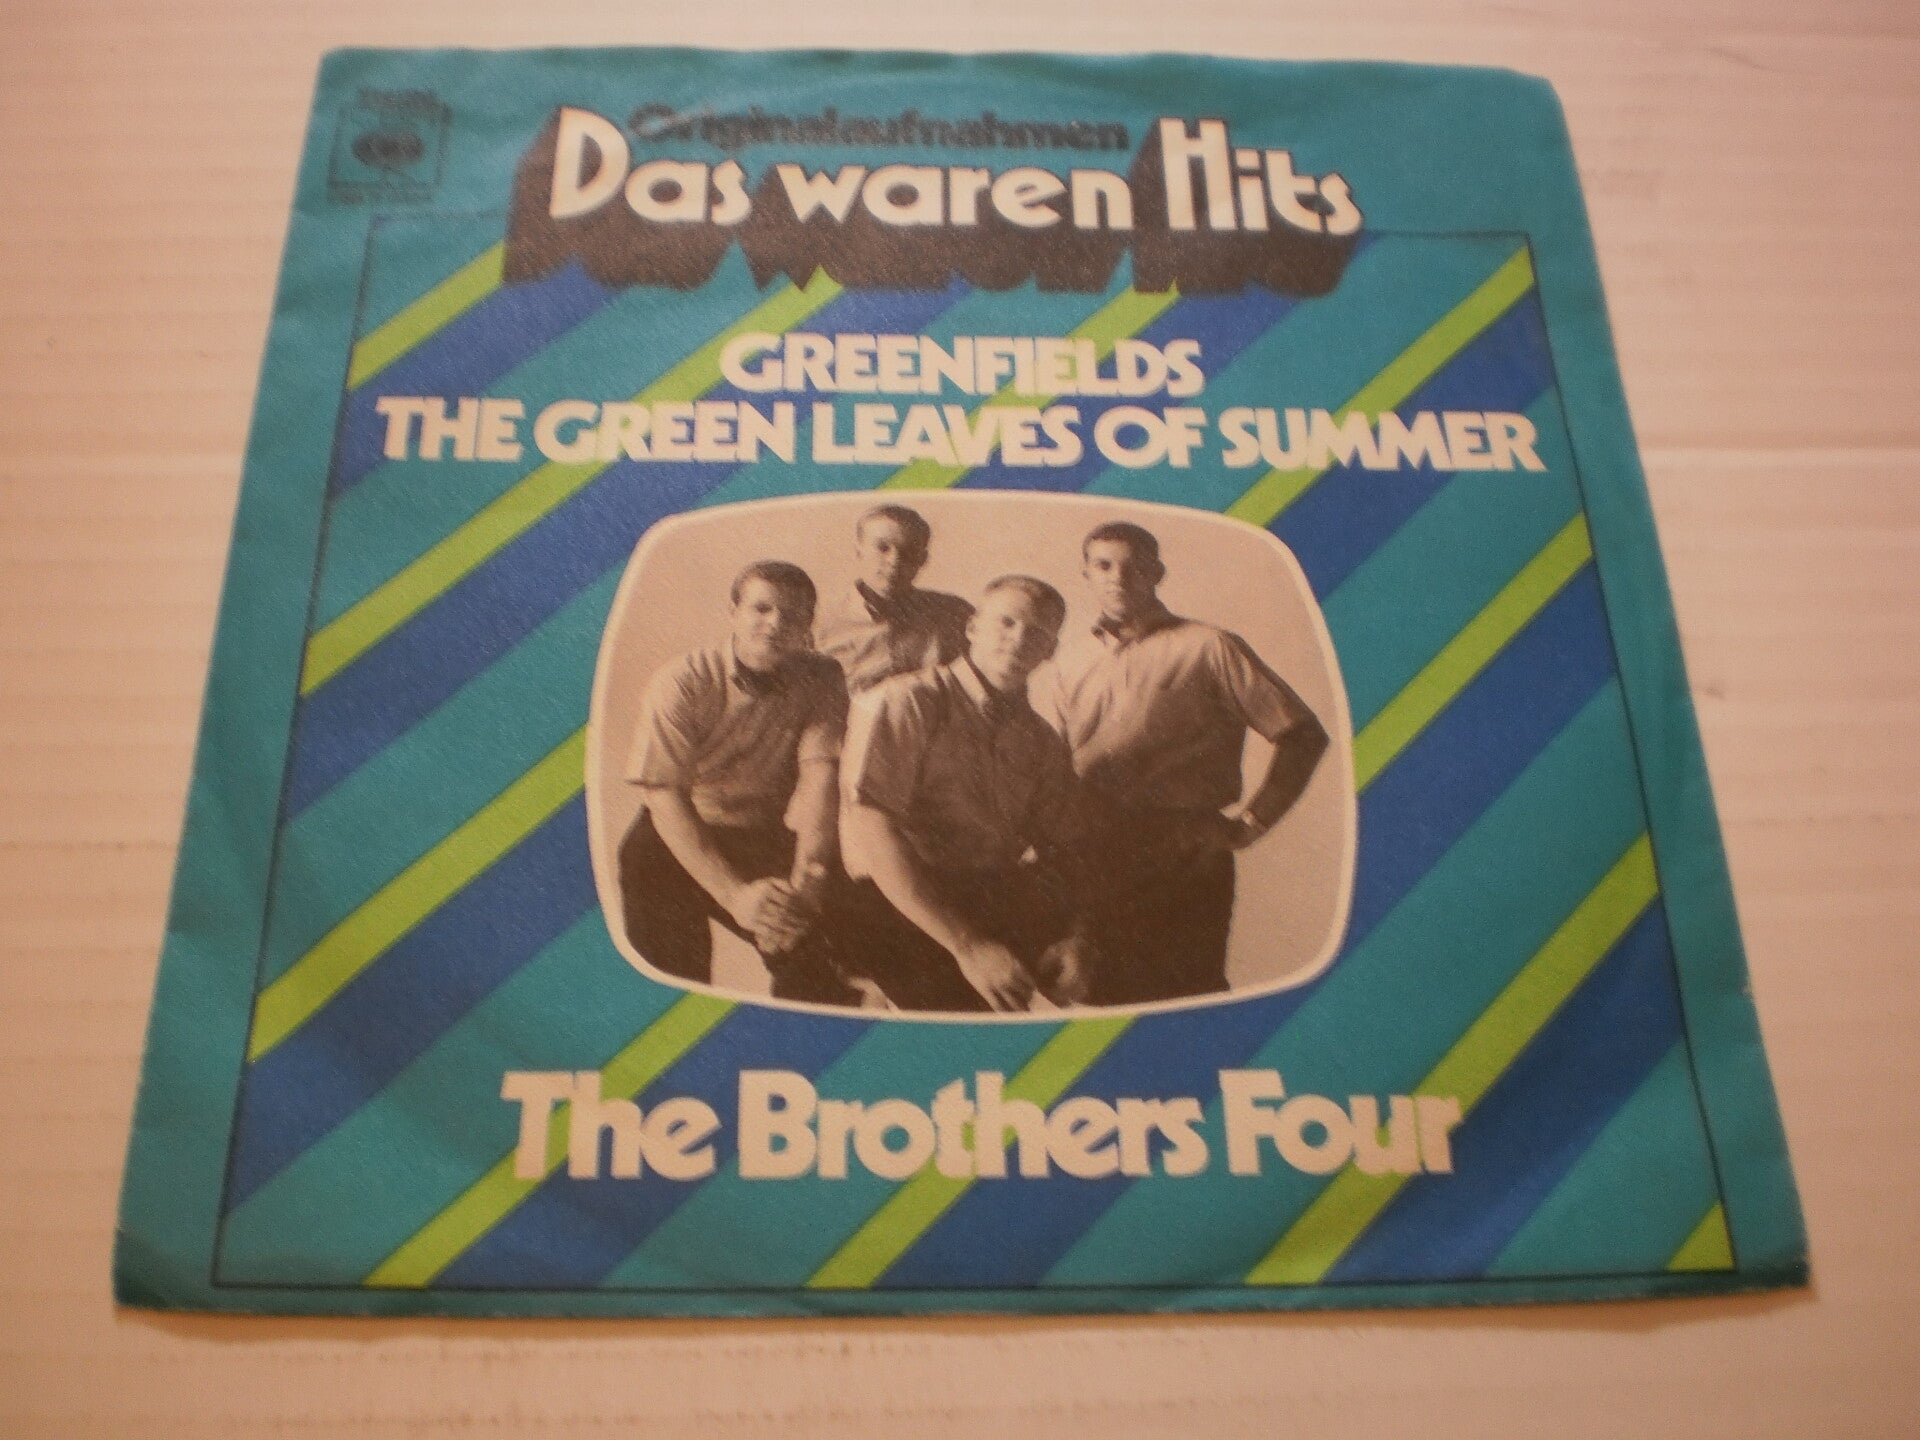 Originalaufnahmen
Das waren Hits
GREENFIELDS
THE GREEN LEAVES OF SUMMER
The Brothers Four